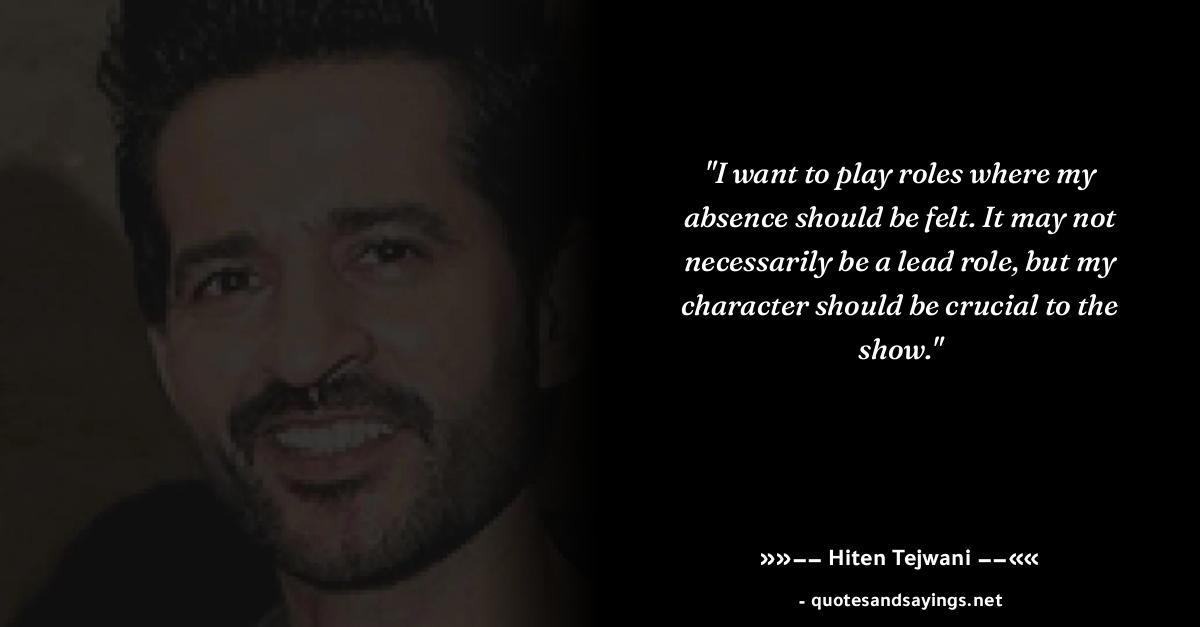 "I want to play roles where my
absence should be felt. It may not
necessarily be a lead role, but my
character should be crucial to the
show."
»»−− Hiten Tejwani −−««
- quotesandsayings.net